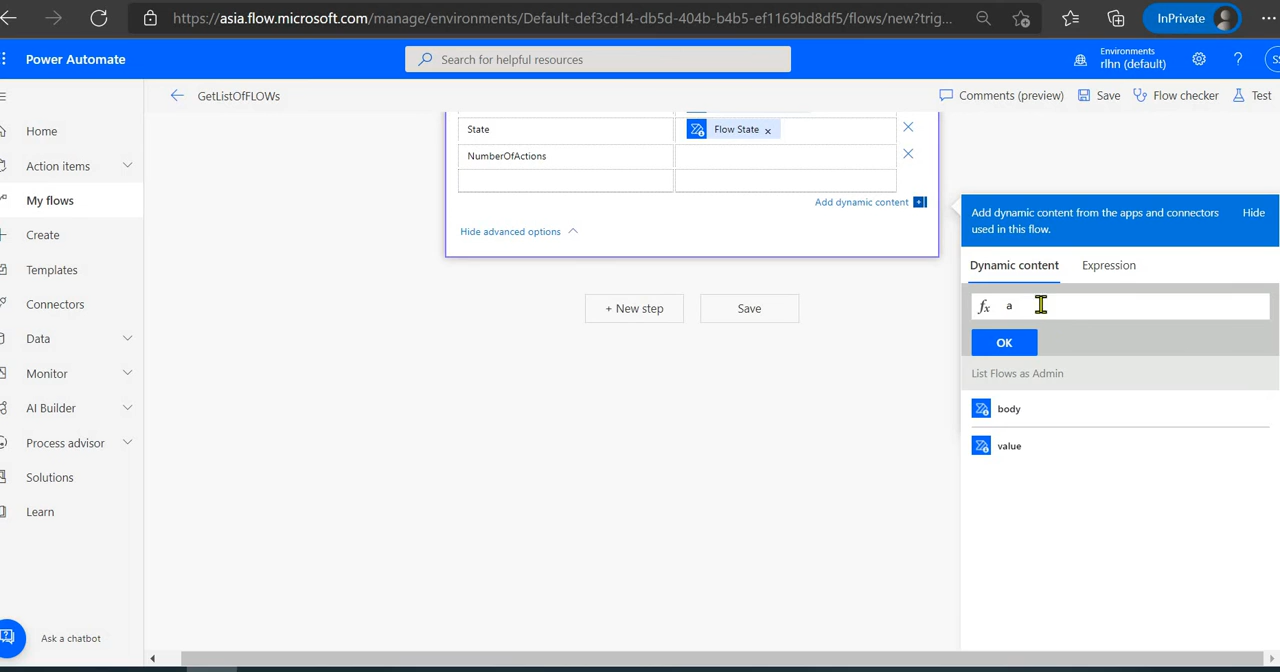 https://asia.flow.microsoft.com/manage/environments/Default-def3cd14-db5d-404b-b4b5-ef1169bd8df5/flows/new?trig...
InPrivate
Power Automate
Search for helpful resources
Environments
rlhn (default)
?
SS
GetListOfFLOWs
Comments (preview)
Save
Flow checker
Test
Home
Action items
My flows
Create
Templates
Connectors
Data
Monitor
AI Builder
Process advisor
Solutions
Learn
Ask a chatbot
State
Flow State ×
NumberOfActions
Add dynamic content
Hide advanced options
+ New step
Save
Add dynamic content from the apps and connectors
used in this flow.
Hide
Dynamic content
Expression
fx a
OK
List Flows as Admin
body
value